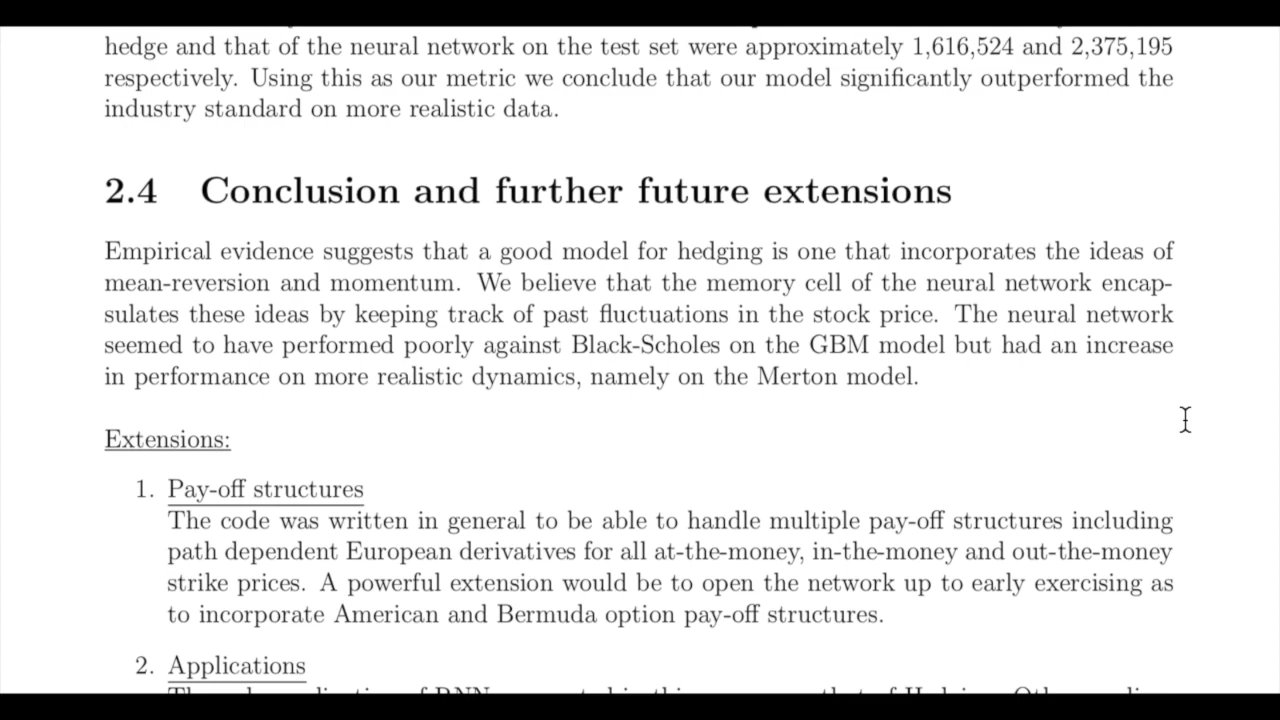 hedge and that of the neural network on the test set were approximately 1,616,524 and 2,375,195
respectively. Using this as our metric we conclude that our model significantly outperformed the
industry standard on more realistic data.
2.4 Conclusion and further future extensions
Empirical evidence suggests that a good model for hedging is one that incorporates the ideas of
mean-reversion and momentum. We believe that the memory cell of the neural network encap-
sulates these ideas by keeping track of past fluctuations in the stock price. The neural network
seemed to have performed poorly against Black-Scholes on the GBM model but had an increase
in performance on more realistic dynamics, namely on the Merton model.
Extensions:
1. Pay-off structures
The code was written in general to be able to handle multiple pay-off structures including
path dependent European derivatives for all at-the-money, in-the-money and out-the-money
strike prices. A powerful extension would be to open the network up to early exercising as
to incorporate American and Bermuda option pay-off structures.
2. Applications